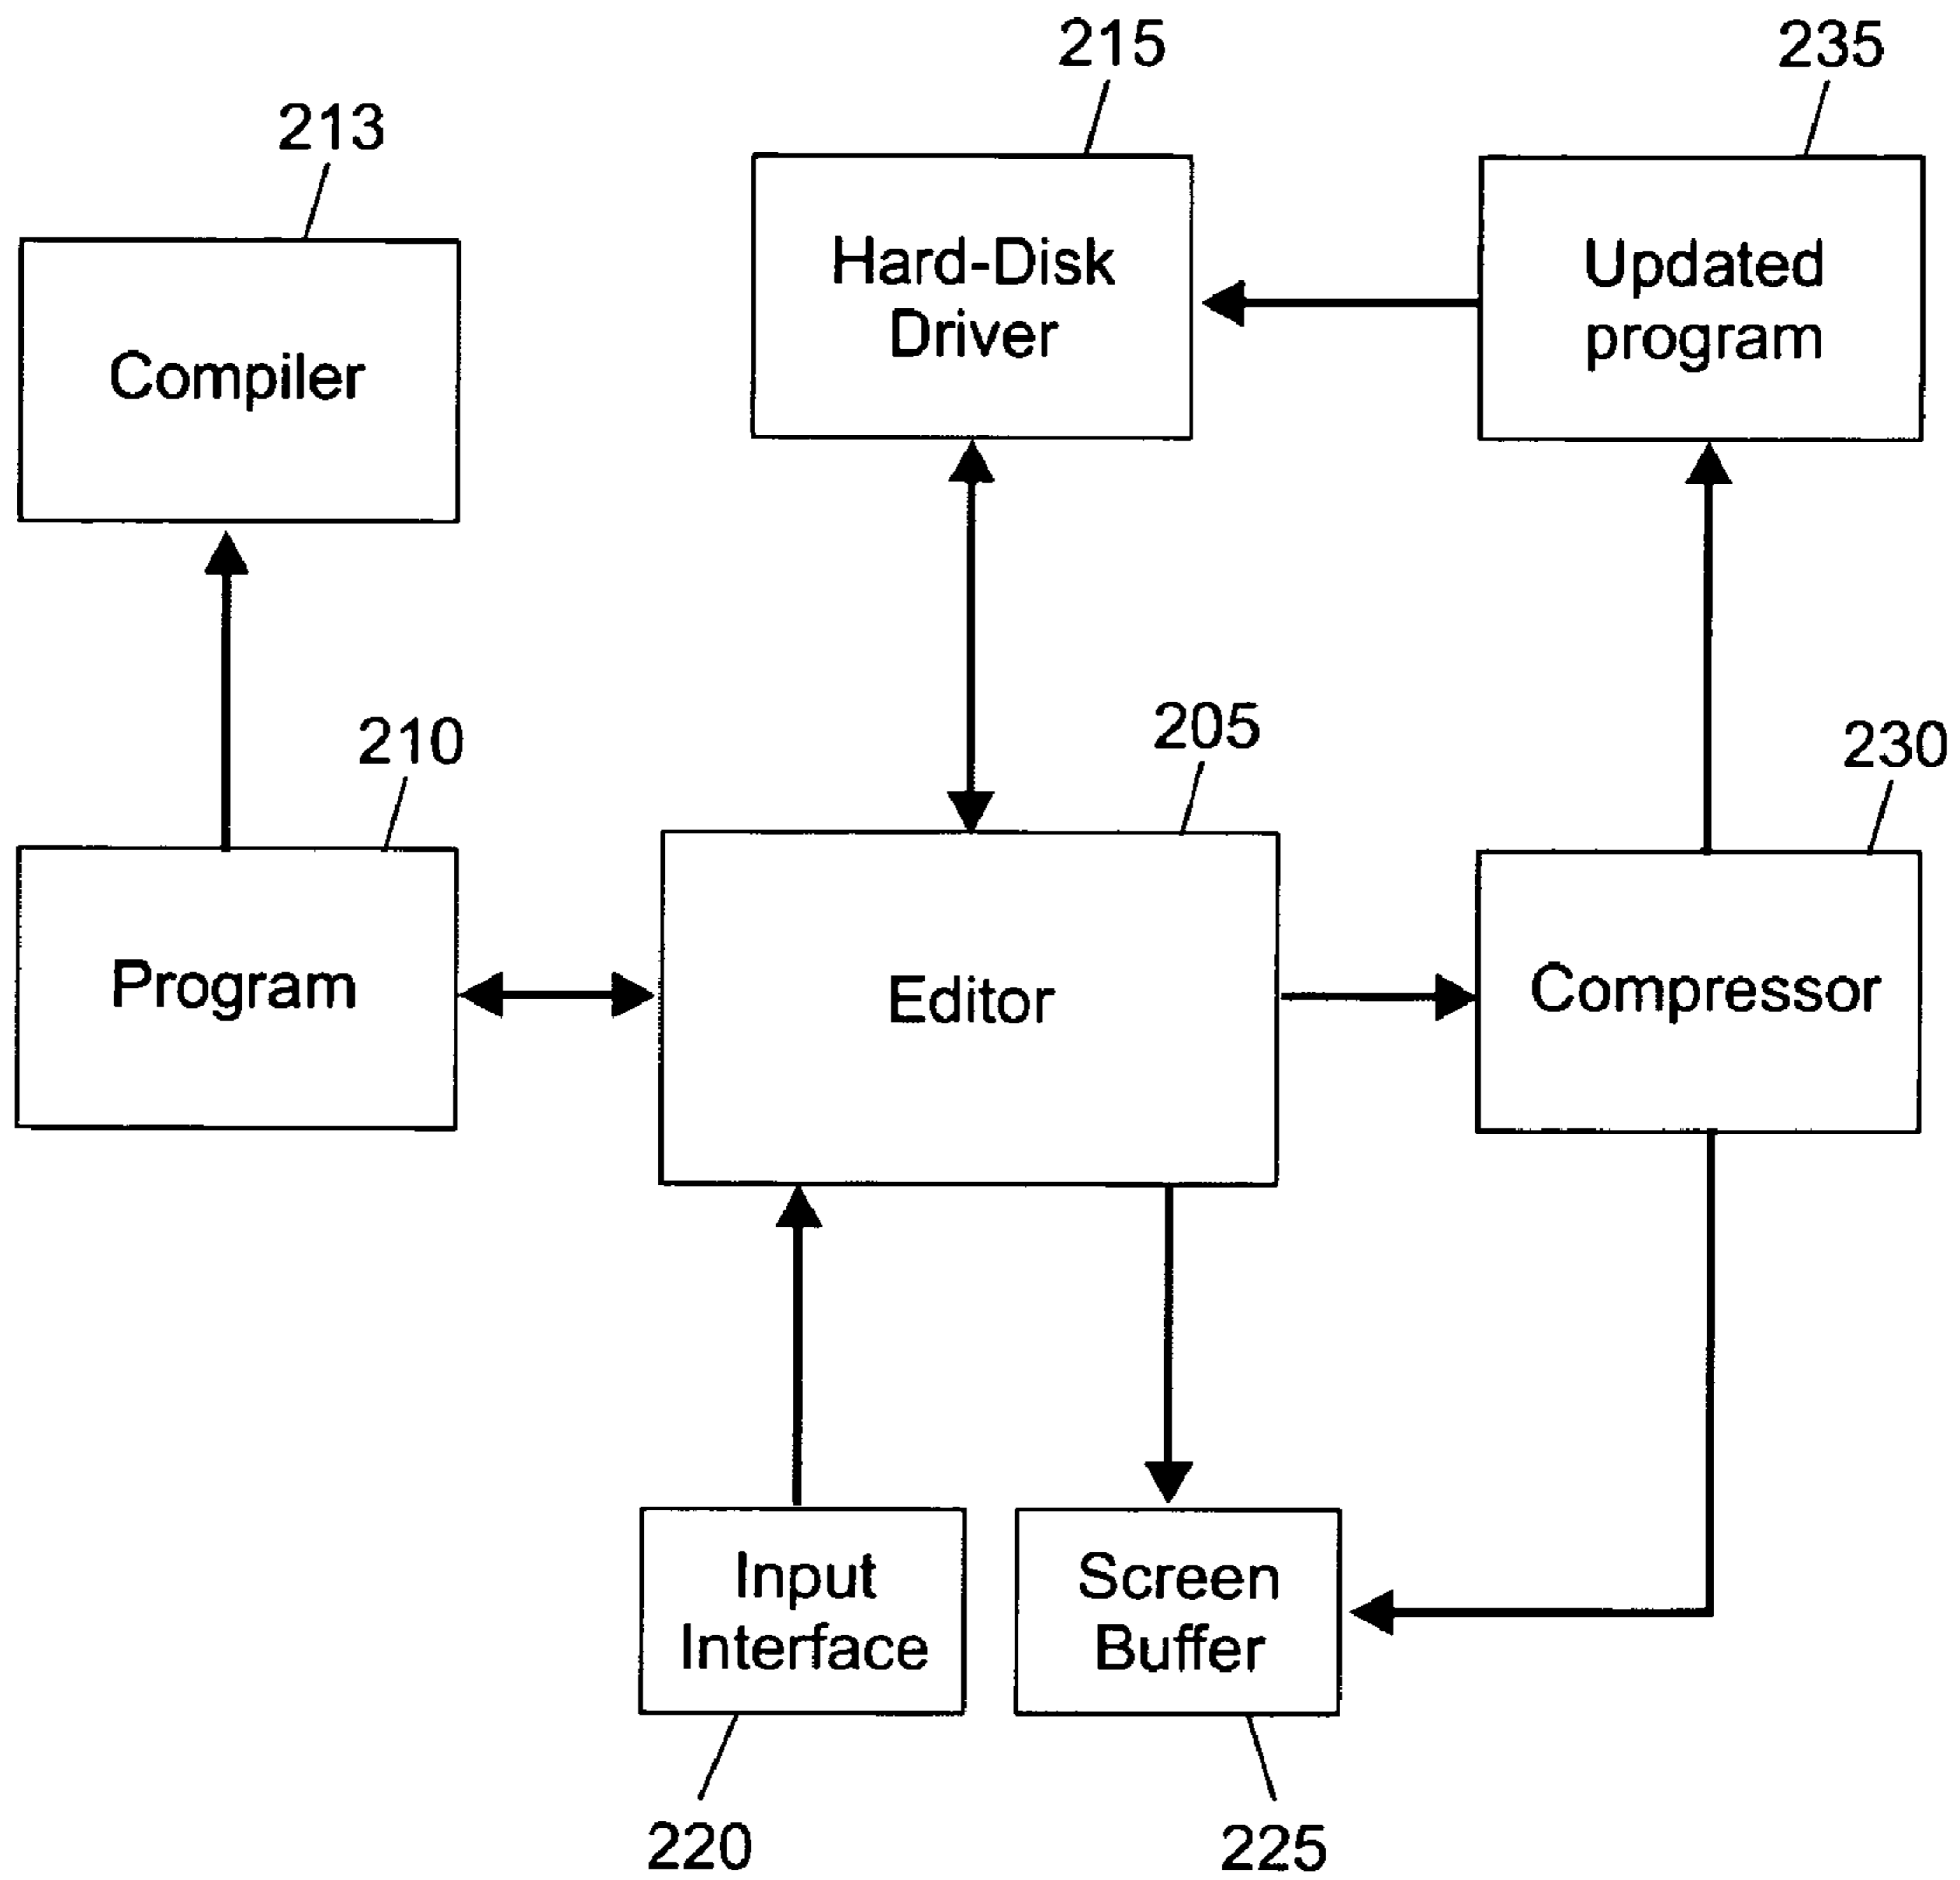 215
235
213
Hard-Disk
Driver
Updated
program
Compiler
205
210
230
Program
Editor
Compressor
Input
Interface
Screen
Buffer
220
225